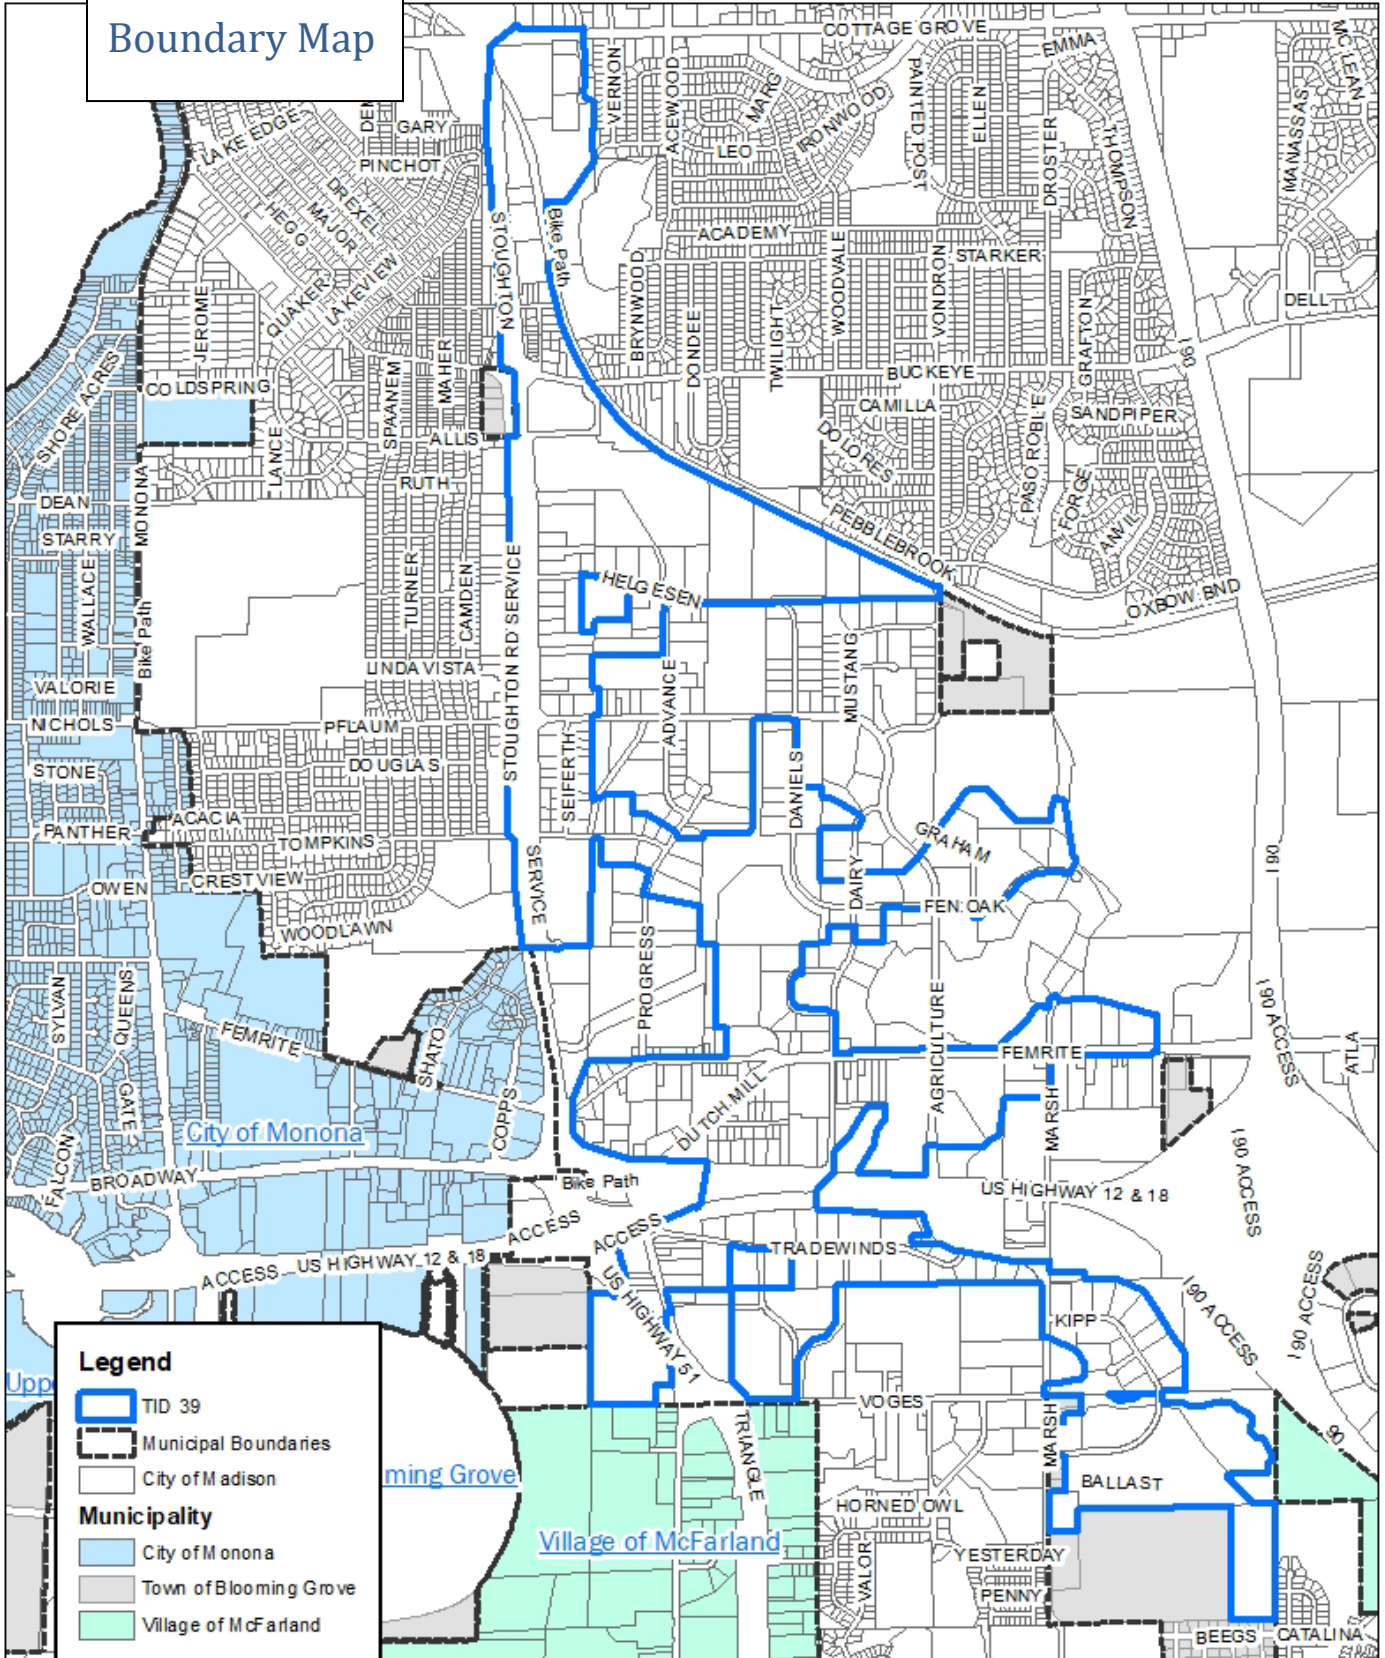 Boundary Map
COTTAGE GROVE
EMMA
MCLEAN
VERNON
ACEWOOD
MARG
IRONWOOD
PAINTED POST
ELLEN
DROSTER
THOMPSON
MANASSAS
LAKE EDGE
GARY
PINCHOT
LEO
DREXEL
MAJOR
HEGG
QUAKER
LAKEVIEW
STOUGHTON
Bike Path
ACADEMY
BRYNWOOD
WOODVALE
VONDRON
STARKER
GRAFTON
DELL
JEROME
DONDEE
TWILIGHT
I 90
SHORE ACRES
COLDSPRING
SPAANEM
MAHER
BUCKEYE
CAMILLA
SANDPIPER
LANCE
ALLIS
DOLORES
PASO ROBLE
MONONA
RUTH
FORGE
ANVIL
DEAN
STARRY
PEBBLEBROOK
WALLACE
TURNER
CAMDEN
STOUGHTON RD SERVICE
HELGESEN
OXBOW BND
Bike Path
LINDA VISTA
ADVANCE
MUSTANG
VALORIE
NICHOLS
PFLAUM
STONE
DOUGLAS
SEIFERTH
DANIELS
PANTHER
ACACIA
TOMPKINS
GRAHAM
OWEN
CRESTVIEW
SERVICE
DAIRY
I 90
FEN OAK
WOODLAWN
PROGRESS
SYLVAN
QUEENS
FEMRITE
SHATO
AGRICULTURE
FEMRITE
I 90 ACCESS
ATLA
GATE
COPPS
DUTCH MILL
MARSH
City of Monona
FALCON
BROADWAY
Bike Path
US HIGHWAY 12 & 18
I 90 ACCESS
ACCESS
ACCESS
TRADEWINDS
ACCESS
US HIGHWAY 12 & 18
US HIGHWAY 51
KIPP
I 90 ACCESS
I 90 ACCESS
VOGES
Legend
TID 39
Municipal Boundaries
City of Madison
Municipality
City of Monona
Town of Blooming Grove
Village of McFarland
Upp
ming Grove
TRIANGLE
MARSH
90
BALLAST
HORNED OWL
Village of McFarland
VALOR
YESTERDAY
PENNY
BEEGS
CATALINA